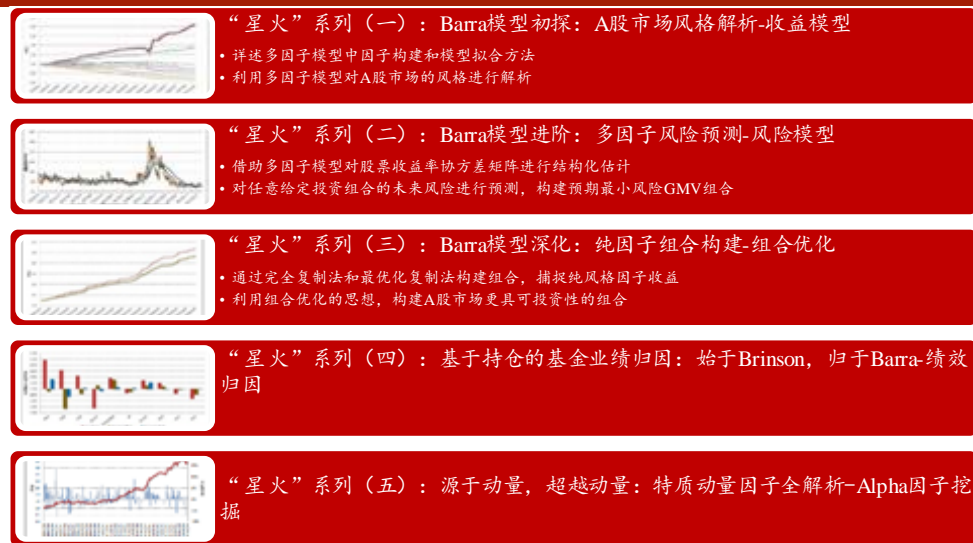 “星火”系列（一）：Barra模型初探：A股市场风格解析-收益模型
• 详述多因子模型中因子构建和模型拟合方法
• 利用多因子模型对A股市场的风格进行解析
“星火”系列（二）：Barra模型进阶：多因子风险预测-风险模型
• 借助多因子模型对股票收益率协方差矩阵进行结构化估计
• 对任意给定投资组合的未来风险进行预测，构建预期最小风险GMV组合
“星火”系列（三）：Barra模型深化：纯因子组合构建-组合优化
• 通过完全复制法和最优化复制法构建组合，捕捉纯风格因子收益
• 利用组合优化的思想，构建A股市场更具可投资性的组合
“星火”系列（四）：基于持仓的基金业绩归因：始于Brinson，归于Barra-绩效
归因
“星火”系列（五）：源于动量，超越动量：特质动量因子全解析-Alpha因子挖
掘